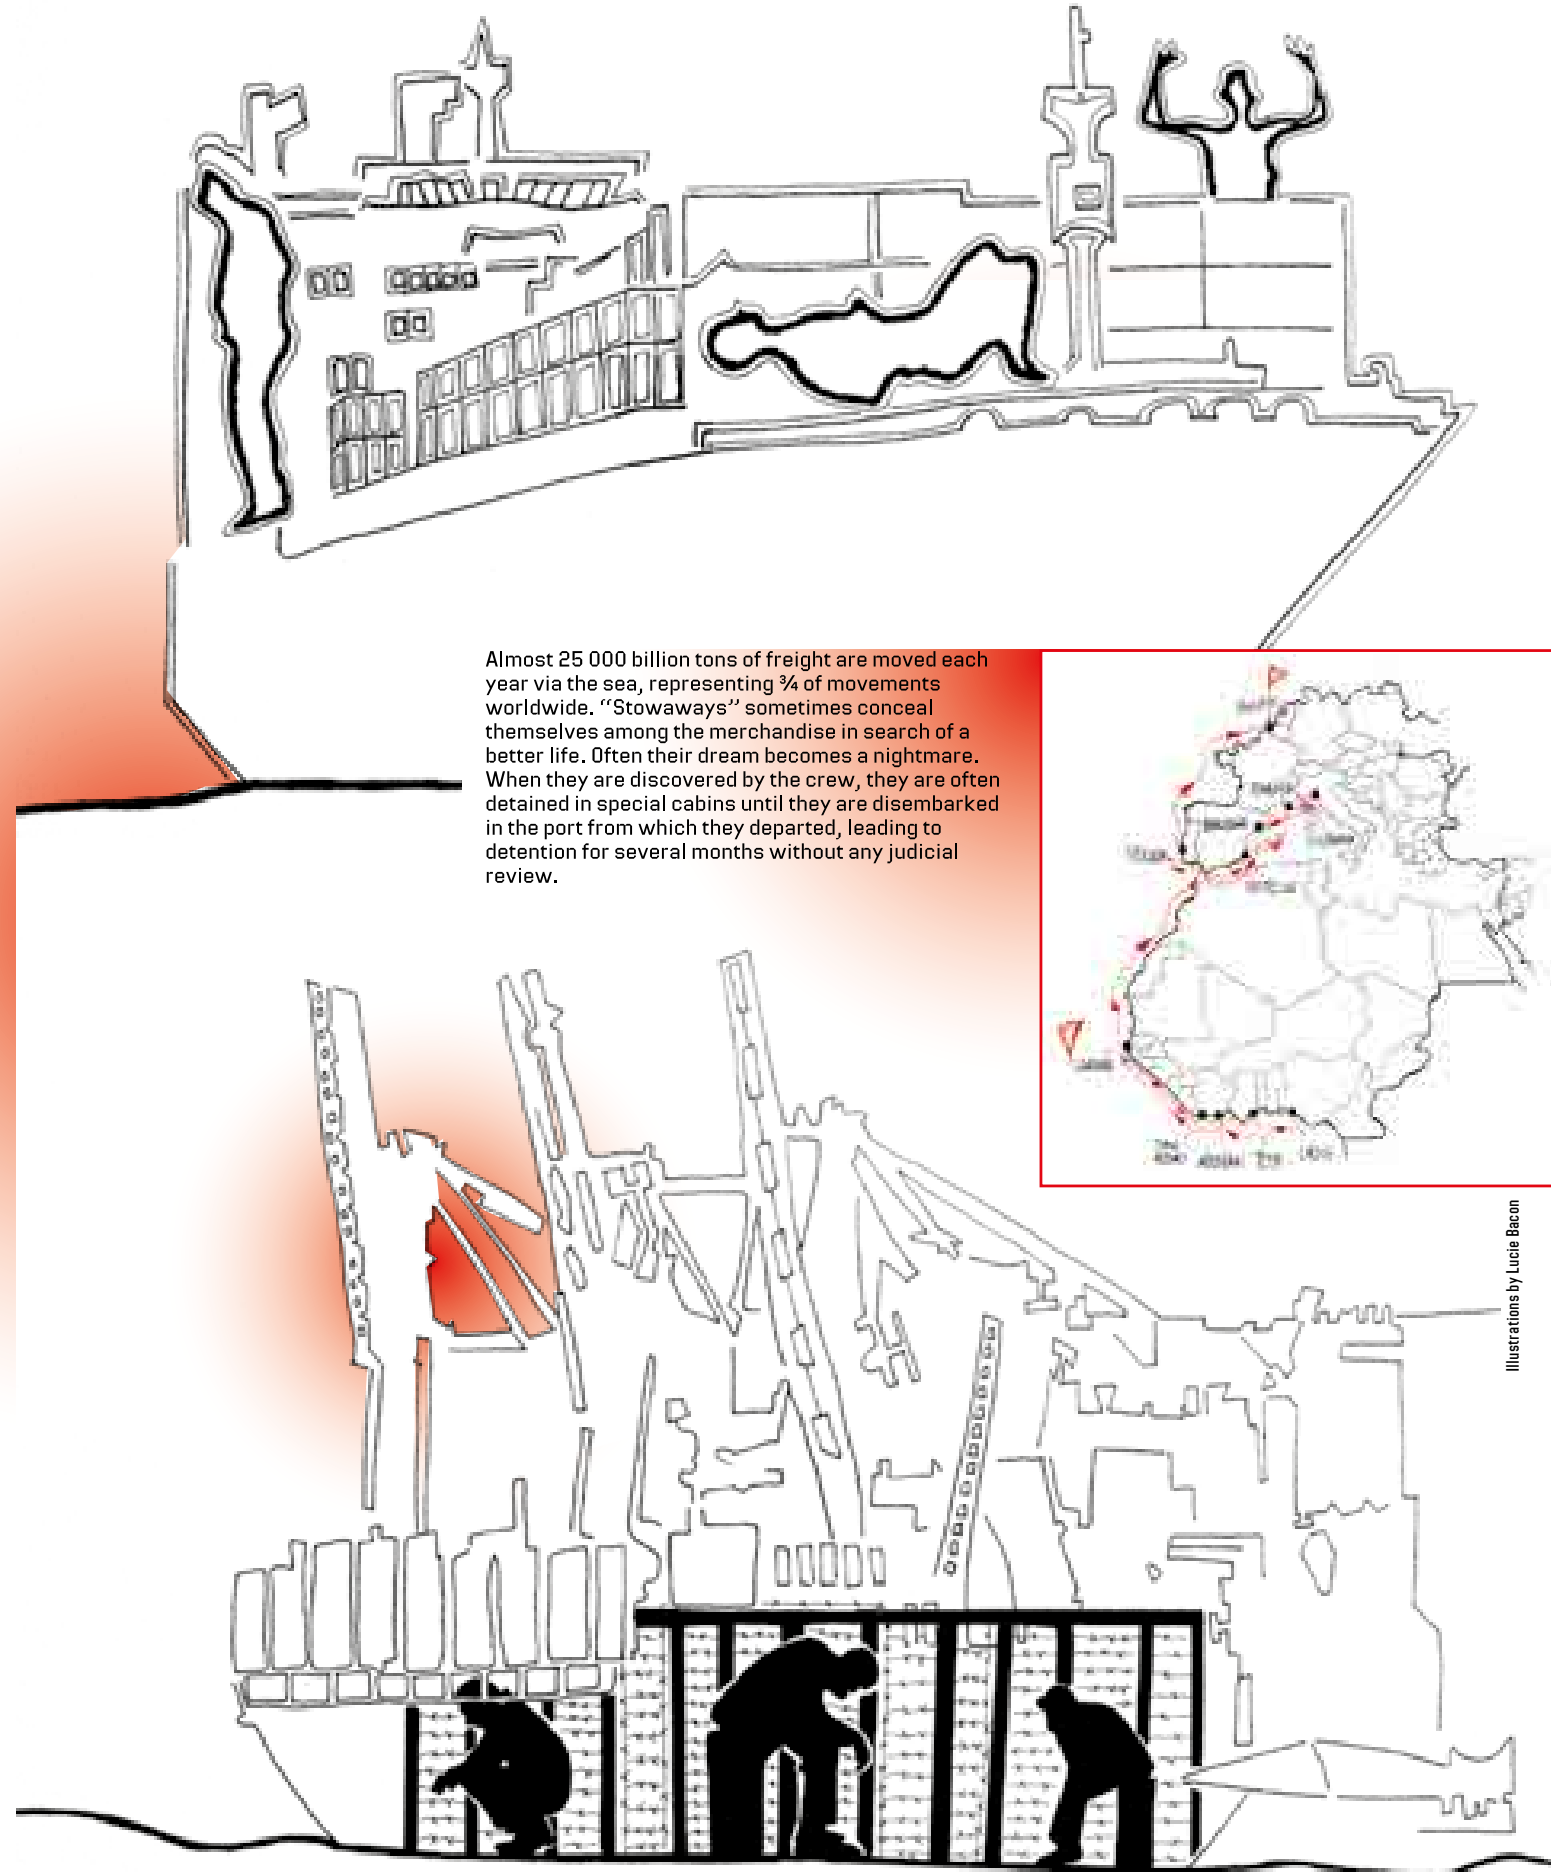 Almost 25 000 billion tons of freight are moved each
year via the sea, representing ¾ of movements
worldwide. “Stowaways” sometimes conceal
themselves among the merchandise in search of a
better life. Often their dream becomes a nightmare.
When they are discovered by the crew, they are often
detained in special cabins until they are disembarked
in the port from which they departed, leading to
detention for several months without any judicial
review.
Illustrations by Lucie Bacon